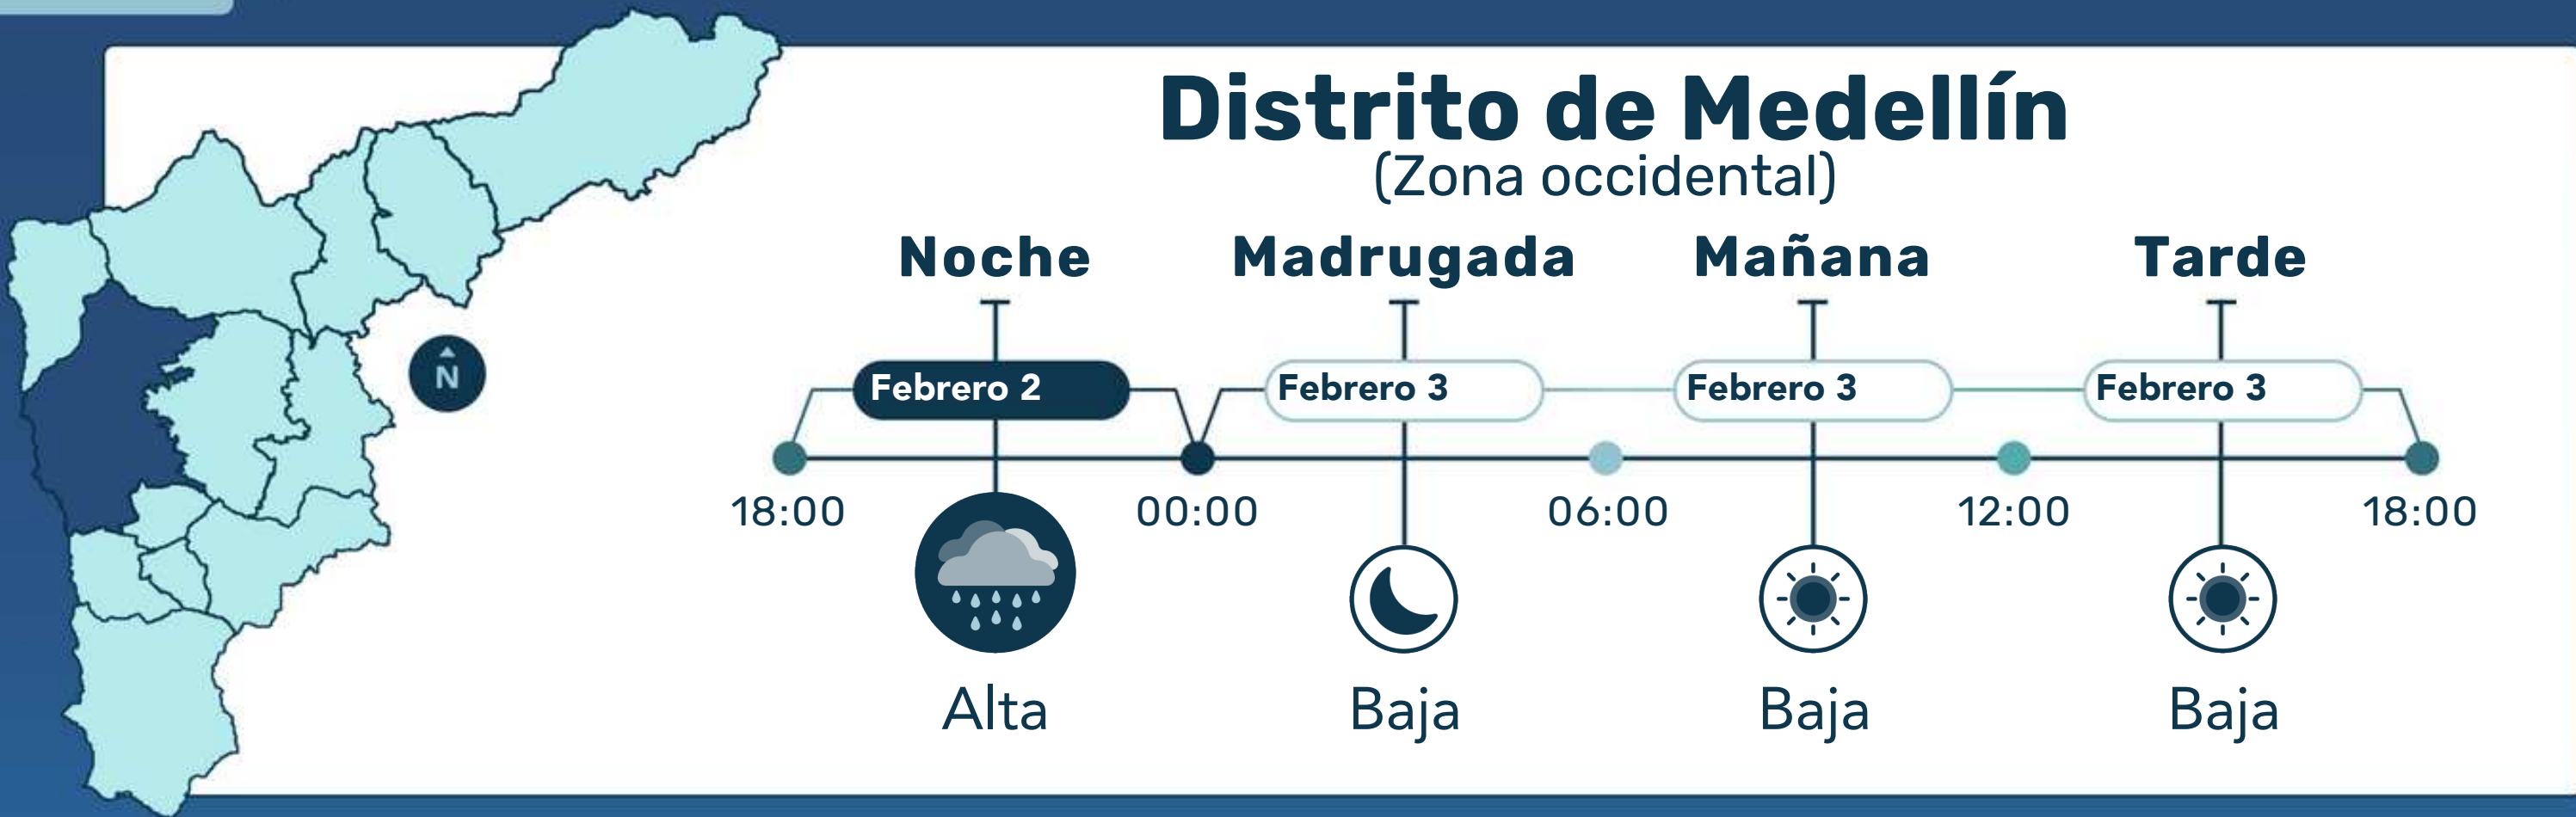 Distrito de Medellín
(Zona occidental)
Noche Madrugada Mañana Tarde
Febrero 2 Febrero 3 Febrero 3 Febrero 3
N
18:00 00:00 06:00 12:00 18:00
Alta Baja Baja Baja